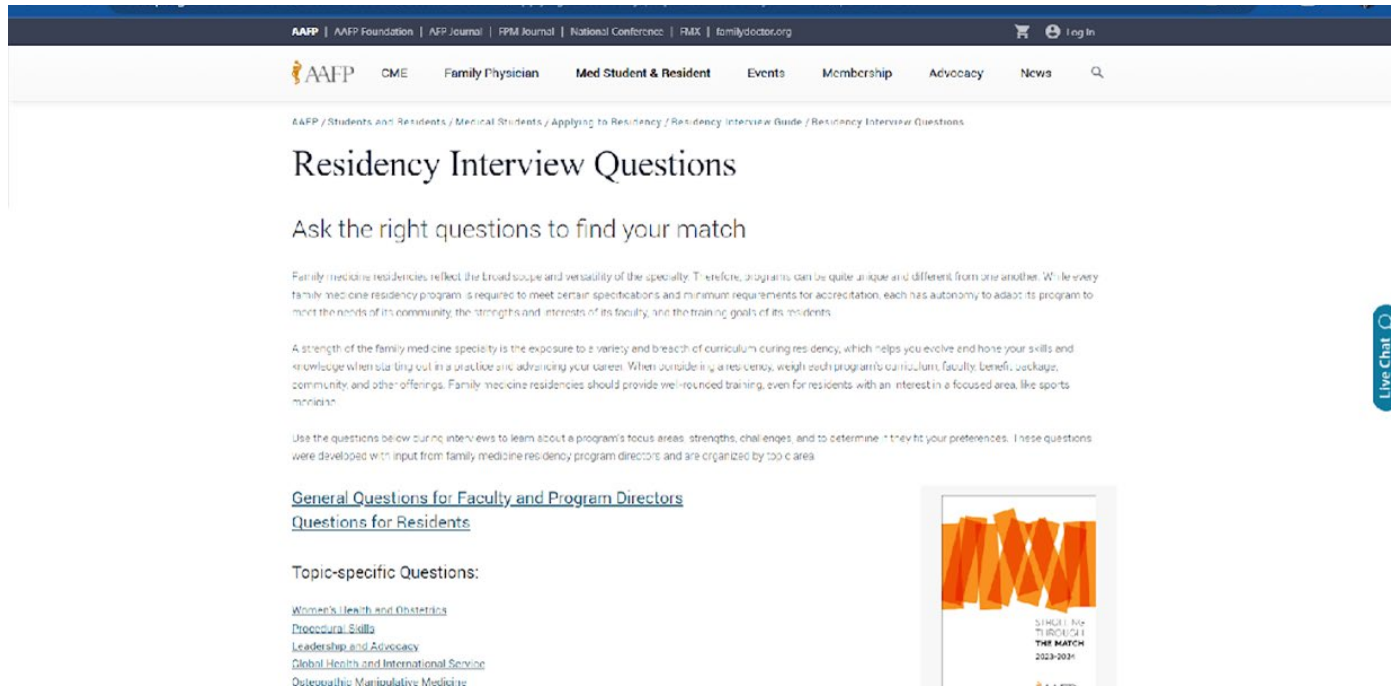 AAFP | AAFP Foundation | AFP Journal | FPM Journal | National Conference | FMX | familydoctor.org
Log In
AAFP CME Family Physician Med Student & Resident Events Membership Advocacy News
AAFP / Students and Residents / Medical Students / Applying to Residency / Residency Interview Guide / Residency Interview Questions
Residency Interview Questions
Ask the right questions to find your match
Family medicine residencies reflect the broad scope and versatility of the specialty. Therefore, programs can be quite unique and different from one another. While every
family medicine residency program is required to meet certain specifications and minimum requirements for accreditation, each has autonomy to adapt its program to
meet the needs of its community, the strengths and interests of its faculty, and the training goals of its residents.
A strength of the family medicine specialty is the exposure to a variety and breadth of curriculum during residency, which helps you evolve and hone your skills and
knowledge when starting out in a practice and advancing your career. When considering a residency, weigh each program's curriculum, faculty, benefit package,
community, and other offerings. Family medicine residencies should provide well-rounded training, even for residents with an interest in a focused area, like sports
medicine.
Use the questions below during interviews to learn about a program's focus areas, strengths, challenges, and to determine if they fit your preferences. These questions
were developed with input from family medicine residency program directors and are organized by topic area.
General Questions for Faculty and Program Directors
Questions for Residents
Topic-specific Questions:
Women's Health and Obstetrics
Procedural Skills
Leadership and Advocacy
Global Health and International Service
Osteopathic Manipulative Medicine
STROLLING
THROUGH
THE MATCH
2023-2024
AAFP
Live Chat